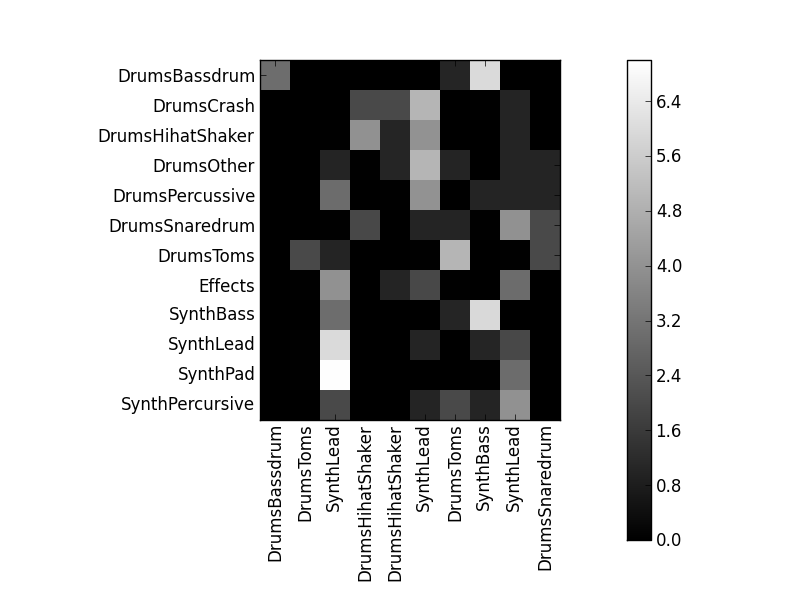 DrumsBassdrum
DrumsCrash
DrumsHihatShaker
DrumsOther
DrumsPercussive
DrumsSnaredrum
DrumsToms
Effects
SynthBass
SynthLead
SynthPad
SynthPercursive
DrumsBassdrum
DrumsToms
SynthLead
DrumsHihatShaker
DrumsHihatShaker
SynthLead
DrumsToms
SynthBass
SynthLead
DrumsSnaredrum
6.4
5.6
4.8
4.0
3.2
2.4
1.6
0.8
0.0